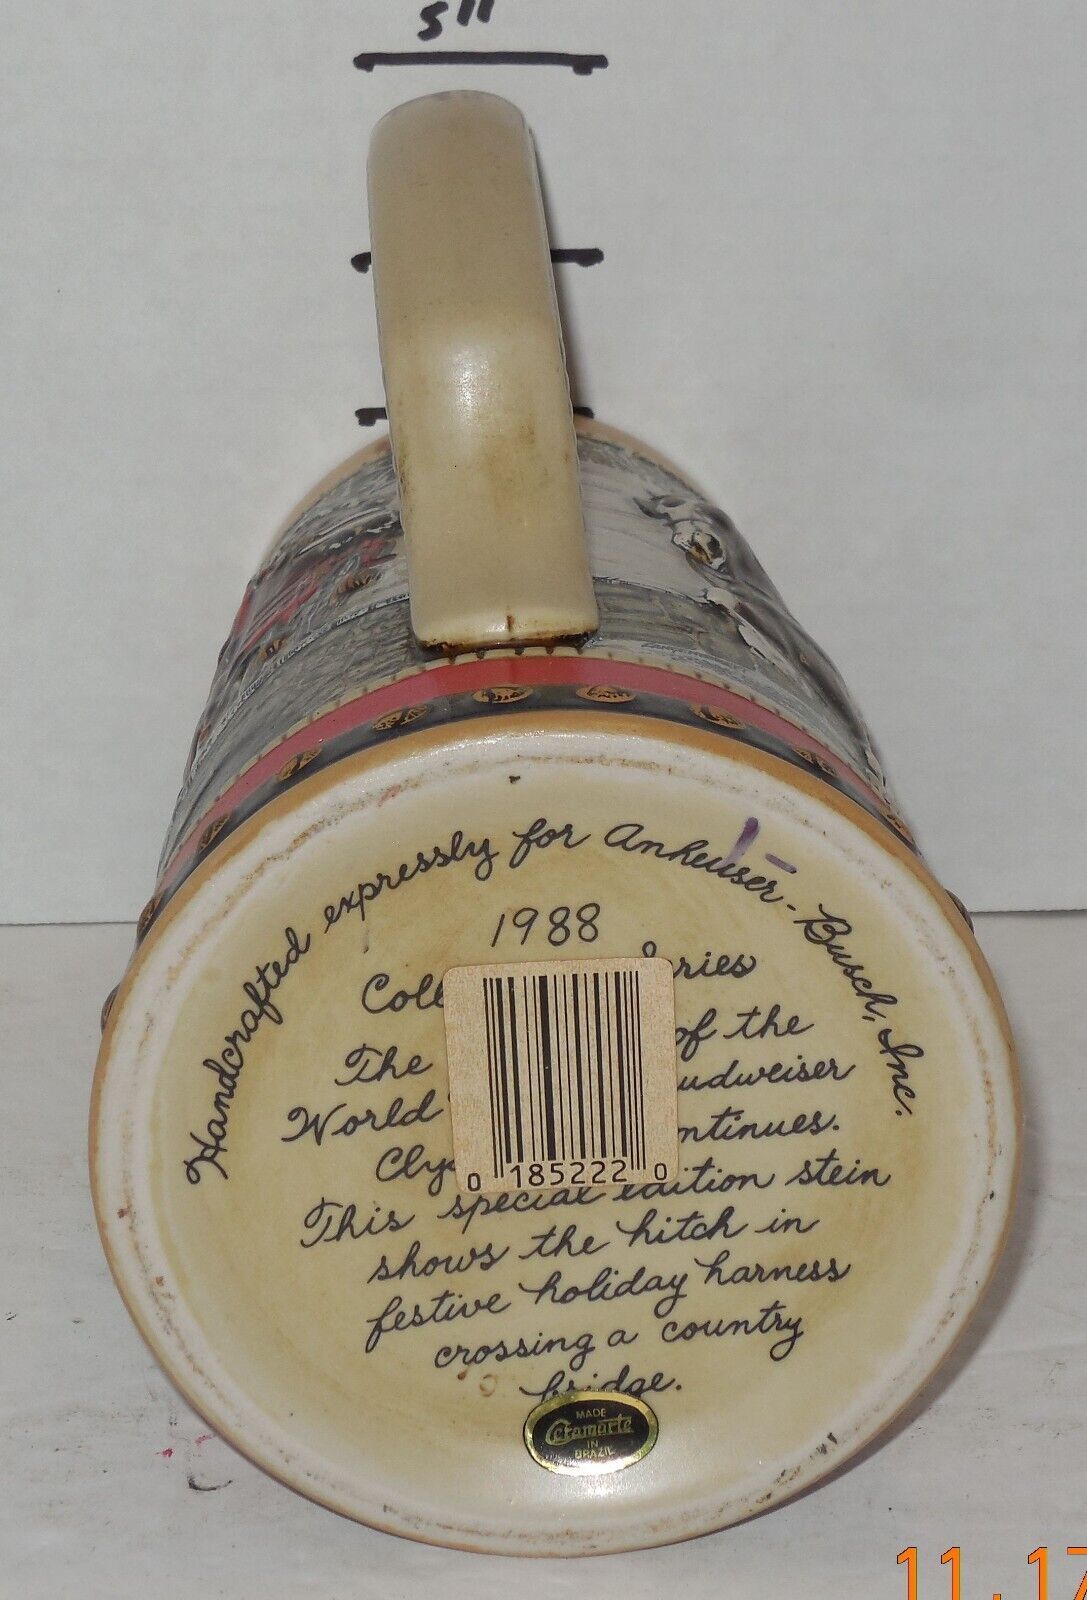 5"
Handcrafted expressly for Anheuser-Busch, Inc.
1988
Coll ries
The of the
World udweiser
Cly ntinues.
This special edition stein
shows the hitch in
festive holiday harness
crossing a country
bridge.
0 185222 0
MADE
Ceramarte
IN
BRAZIL
11.17